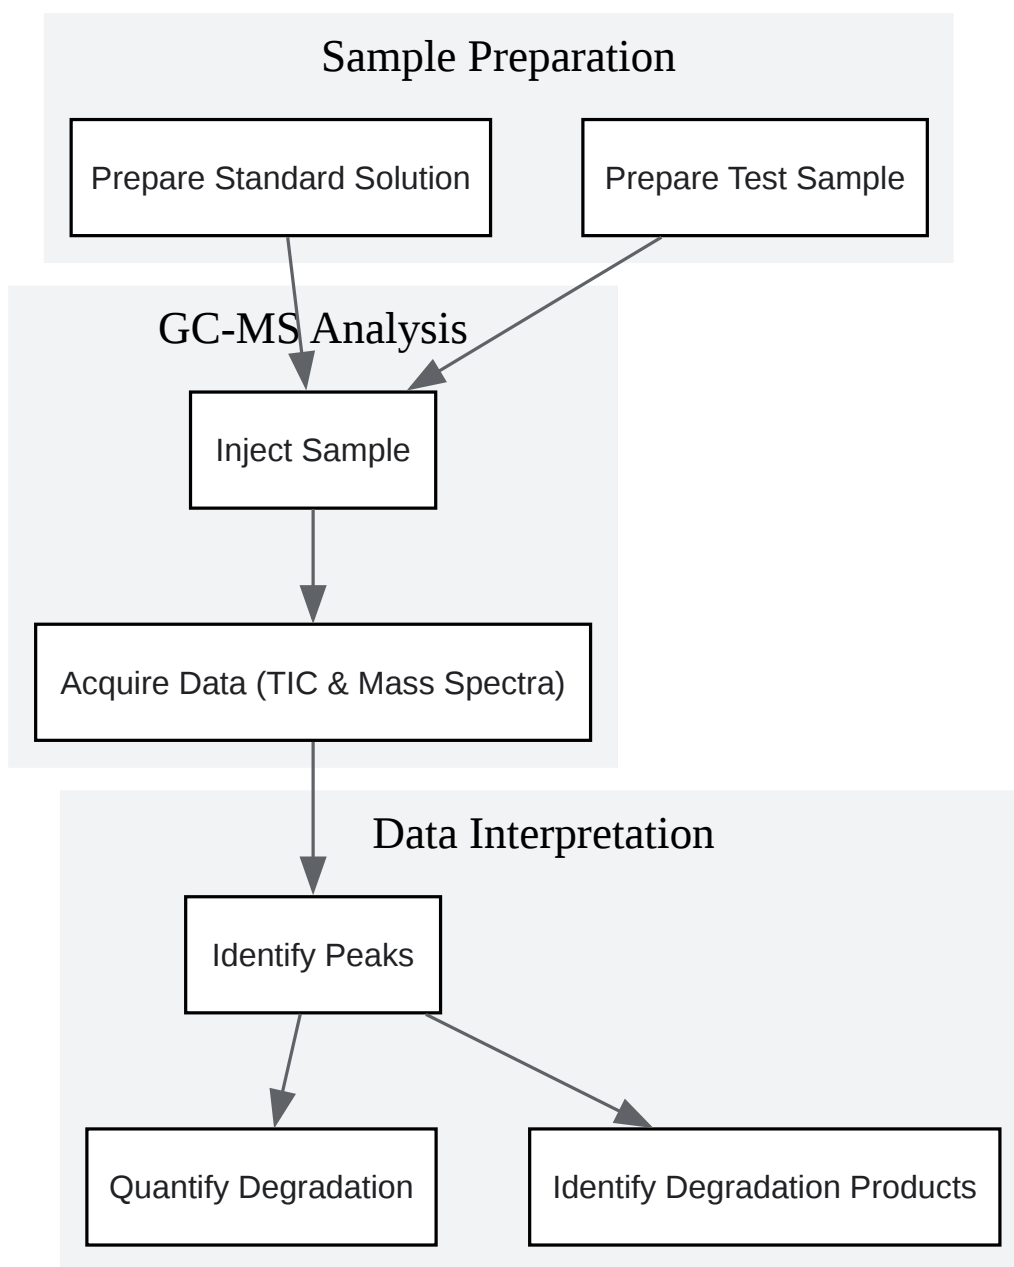 Sample Preparation
Prepare Standard Solution
Prepare Test Sample
GC-MS Analysis
Inject Sample
Acquire Data (TIC & Mass Spectra)
Data Interpretation
Identify Peaks
Quantify Degradation
Identify Degradation Products